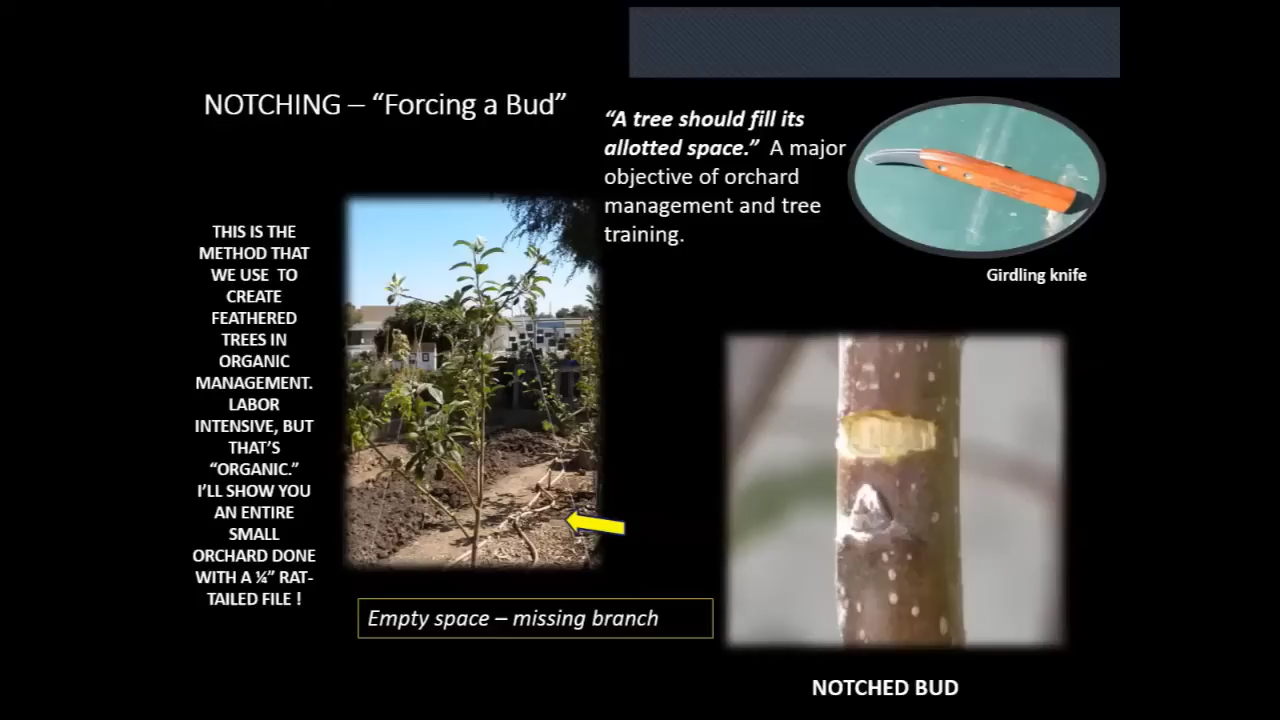 NOTCHING – “Forcing a Bud”
“A tree should fill its
allotted space.” A major
objective of orchard
management and tree
training.
Girdling knife
THIS IS THE
METHOD THAT
WE USE TO
CREATE
FEATHERED
TREES IN
ORGANIC
MANAGEMENT.
LABOR
INTENSIVE, BUT
THAT’S
“ORGANIC.”
I’LL SHOW YOU
AN ENTIRE
SMALL
ORCHARD DONE
WITH A ¼” RAT-
TAILED FILE !
Empty space – missing branch
NOTCHED BUD